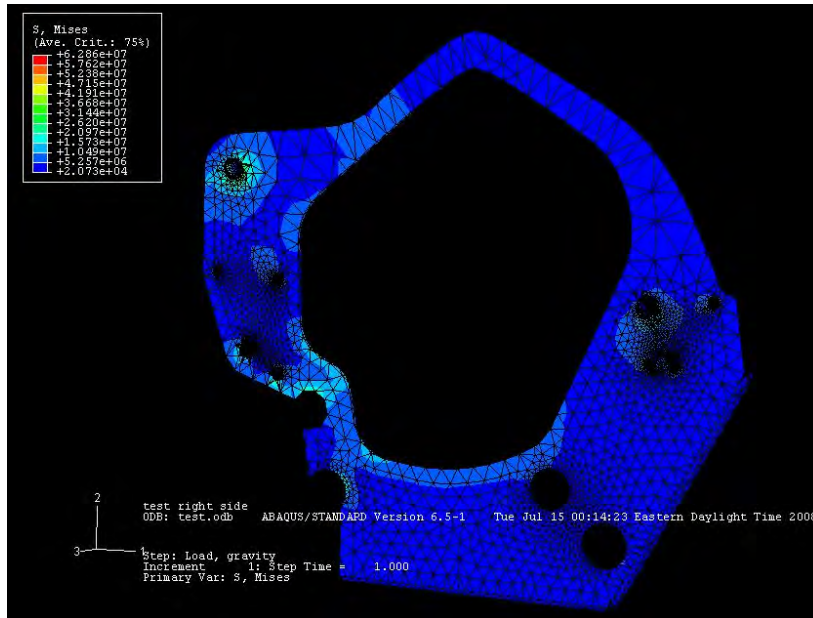 S, Mises
(Ave. Crit.: 75%)
+6.286e+07
+5.762e+07
+5.238e+07
+4.715e+07
+4.191e+07
+3.668e+07
+3.144e+07
+2.620e+07
+2.097e+07
+1.573e+07
+1.049e+07
+5.257e+06
+2.073e+04
2
3
1
test right side
ODB: test.odb ABAQUS/STANDARD Version 6.5-1 Tue Jul 15 00:14:23 Eastern Daylight Time 2008
Step: Load, gravity
Increment 1: Step Time = 1.000
Primary Var: S, Mises